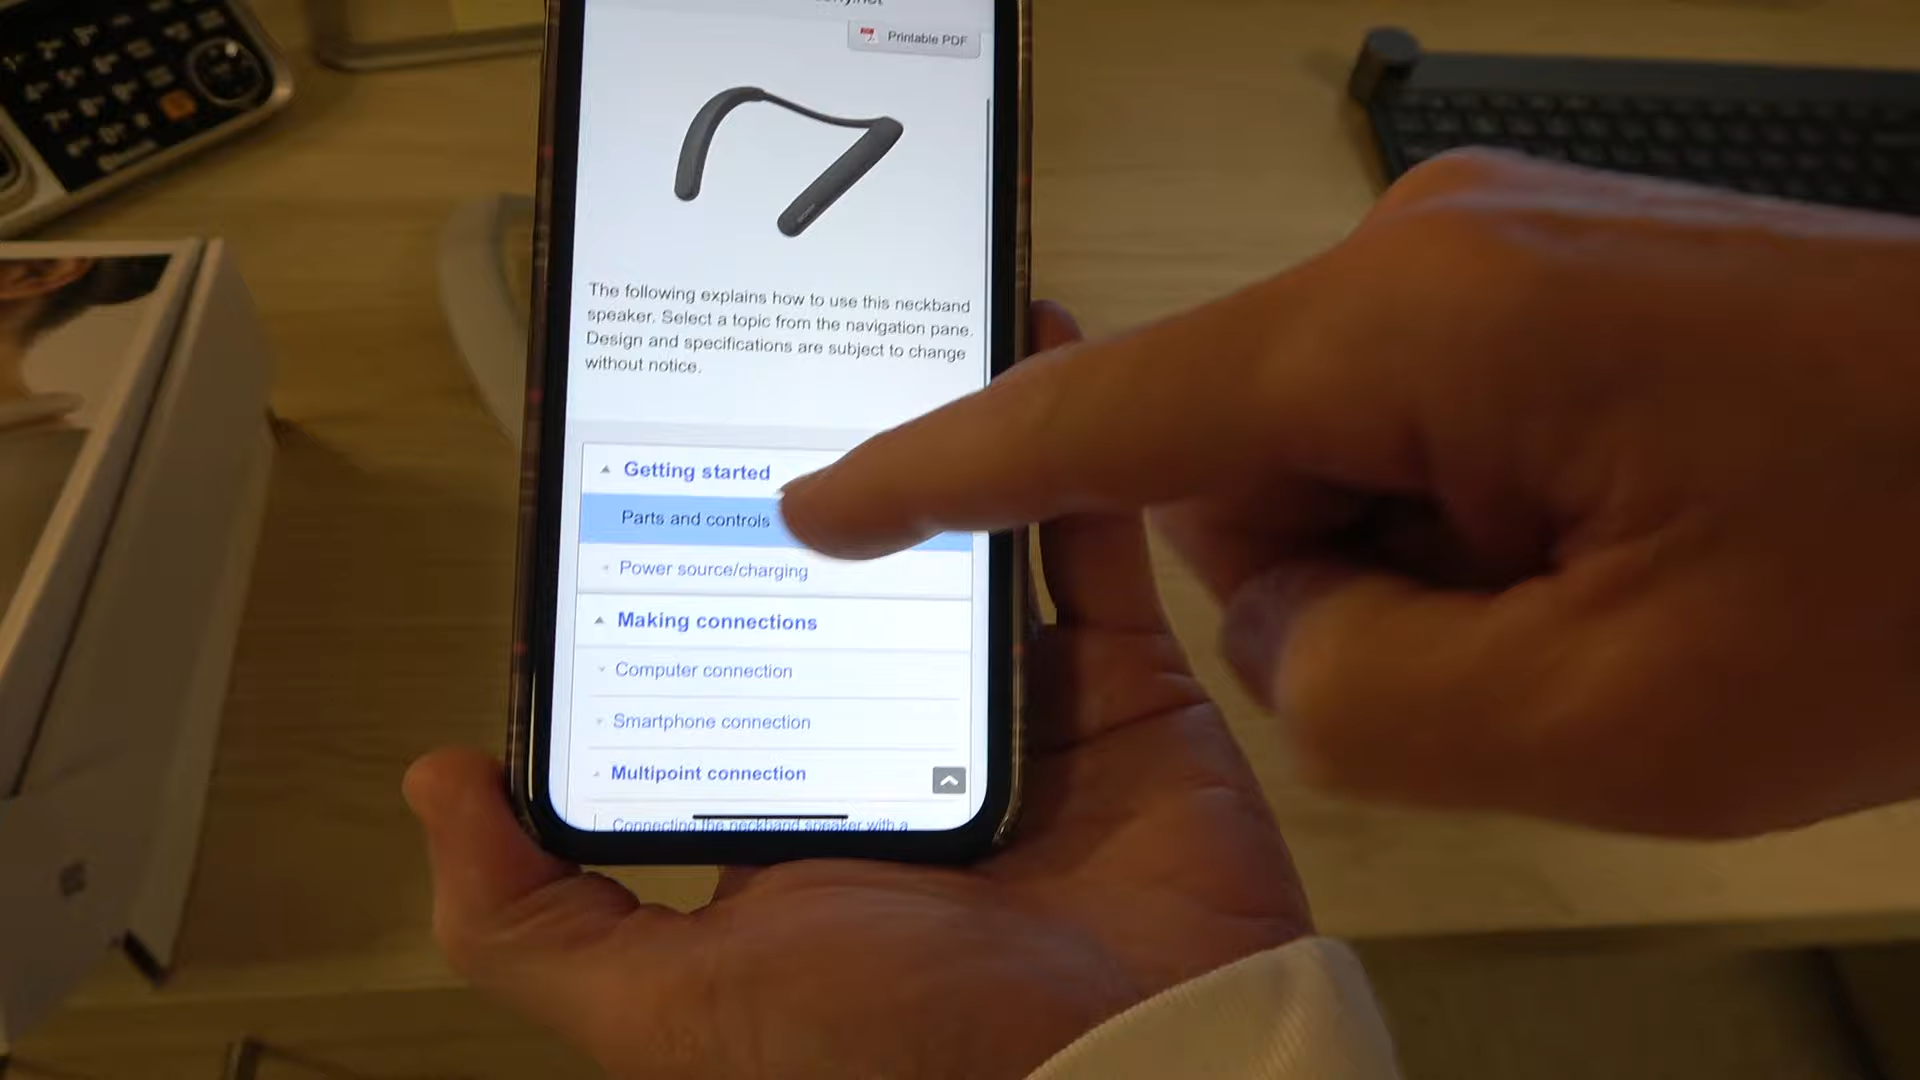 Printable PDF
The following explains how to use this neckband
speaker. Select a topic from the navigation pane.
Design and specifications are subject to change
without notice.
Getting started
Parts and controls
Power source/charging
Making connections
Computer connection
Smartphone connection
Multipoint connection
Connecting the neckband speaker with a